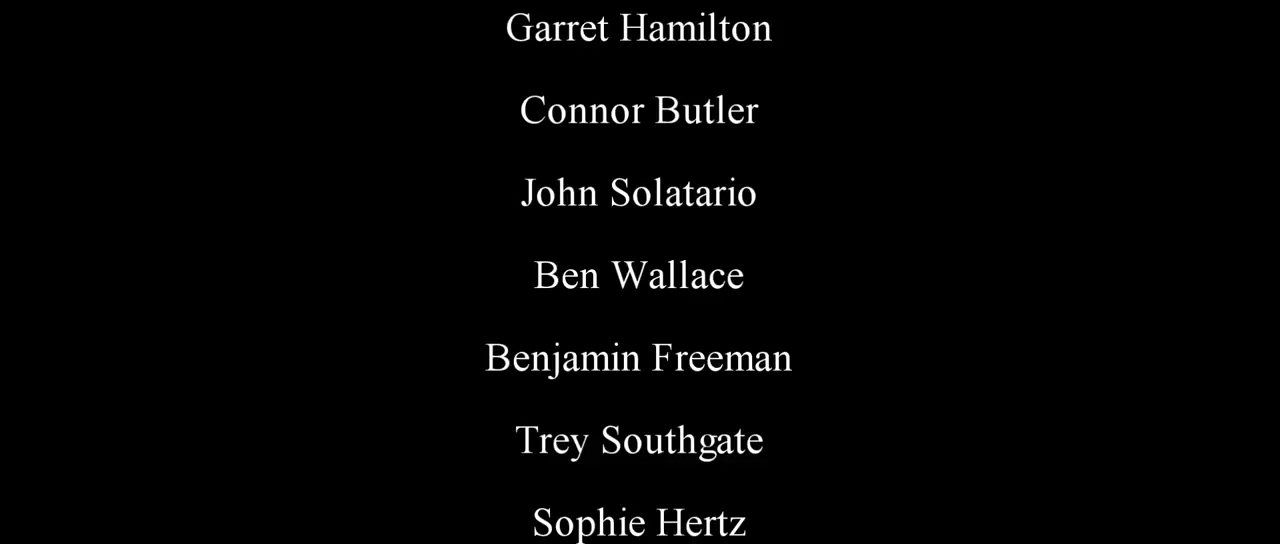 Garret Hamilton
Connor Butler
John Solatario
Ben Wallace
Benjamin Freeman
Trey Southgate
Sophie Hertz